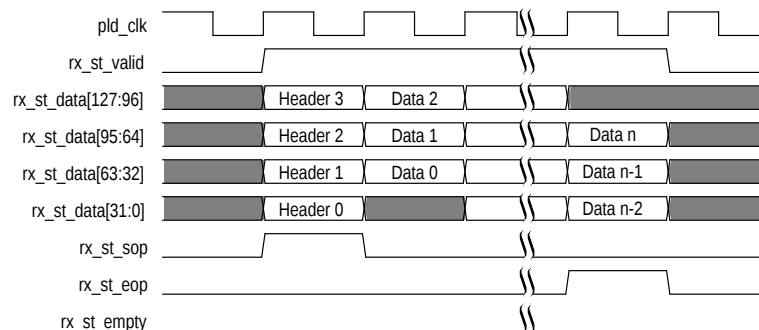 pld_clk
rx_st_valid
rx_st_data[127:96] Header 3 Data 2
rx_st_data[95:64] Header 2 Data 1 Data n
rx_st_data[63:32] Header 1 Data 0 Data n-1
rx_st_data[31:0] Header 0 Data n-2
rx_st_sop
rx_st_eop
rx_st_empty